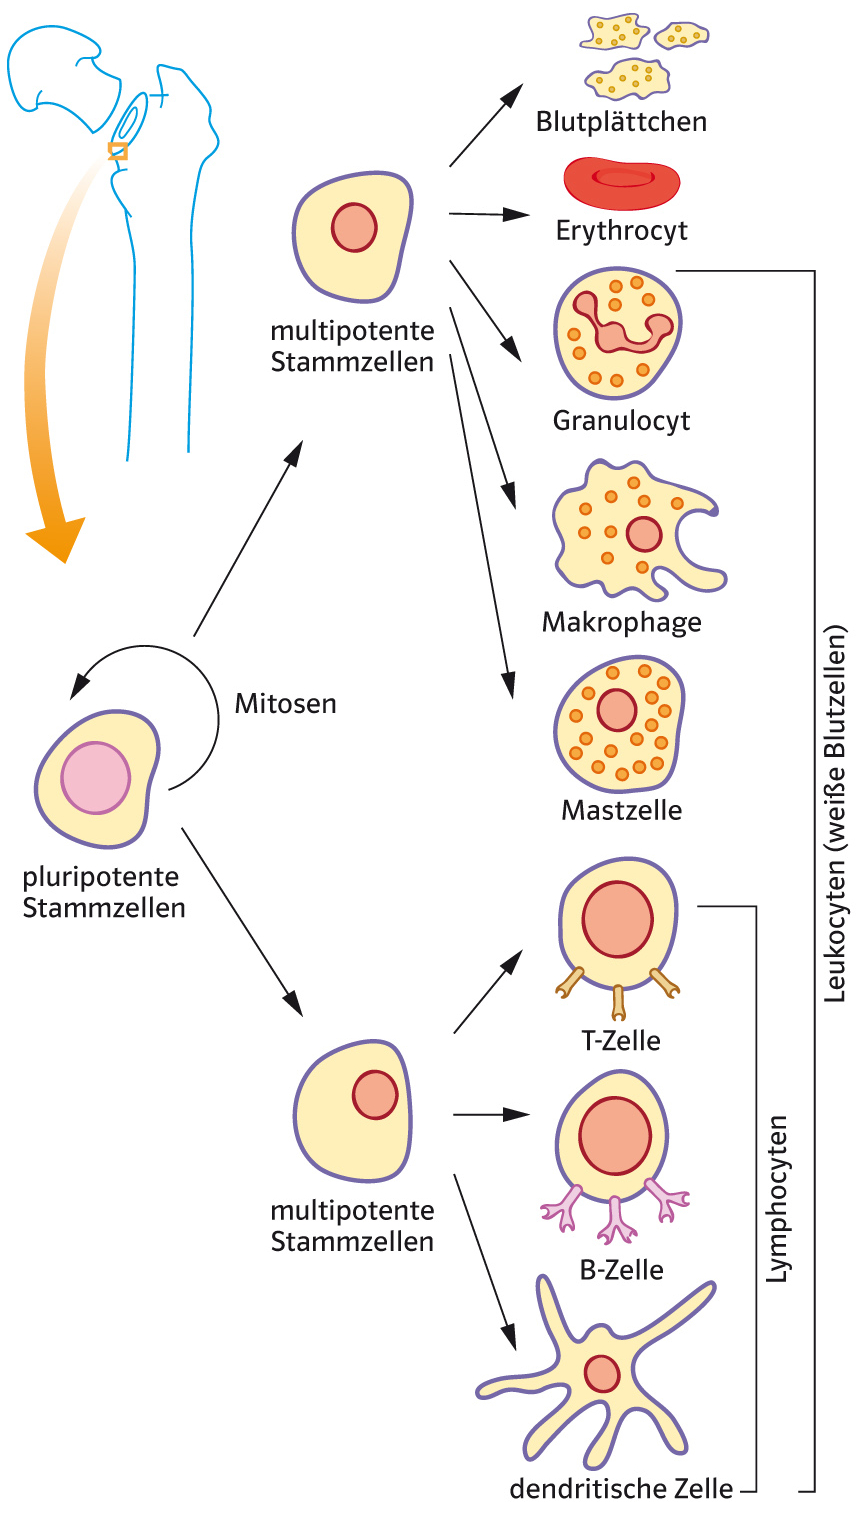 Blutplättchen
Erythrocyt
multipotente
Stammzellen
Granulocyt
Makrophage
Mitosen
Mastzelle
pluripotente
Stammzellen
Leukocyten (weiße Blutzellen)
T-Zelle
multipotente
Stammzellen
B-Zelle
Lymphocyten
dendritische Zelle